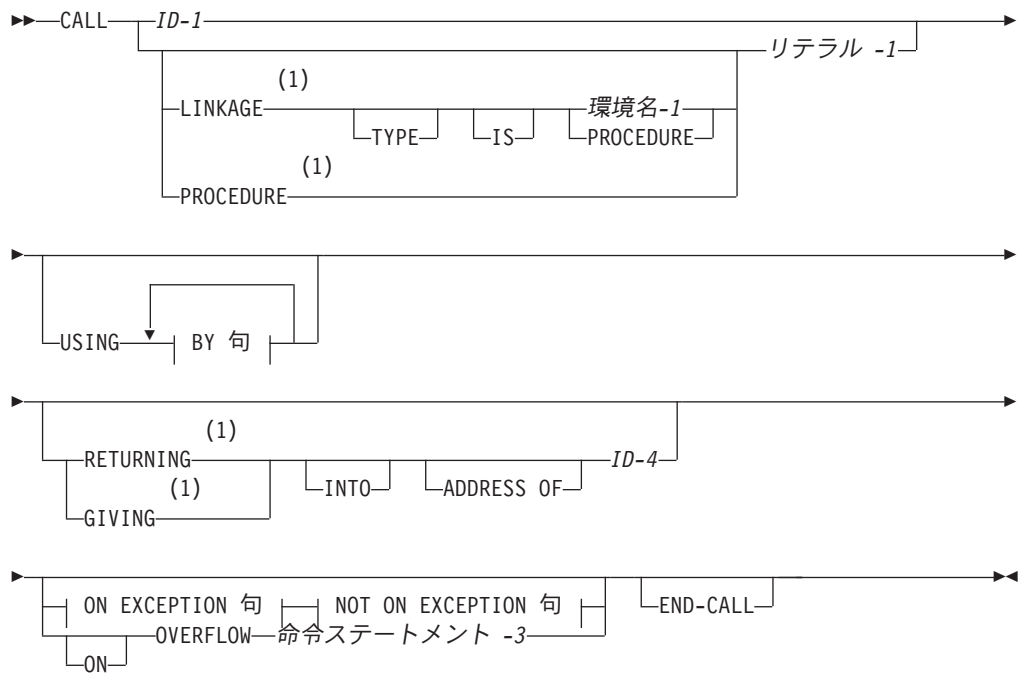 CALL ID-1
リテラル -1
(1)
LINKAGE 環境名-1
TYPE IS PROCEDURE
(1)
PROCEDURE
USING BY 句
(1)
RETURNING ID-4
(1) INTO ADDRESS OF
GIVING
ON EXCEPTION 句 NOT ON EXCEPTION 句 END-CALL
OVERFLOW 命令ステートメント -3
ON